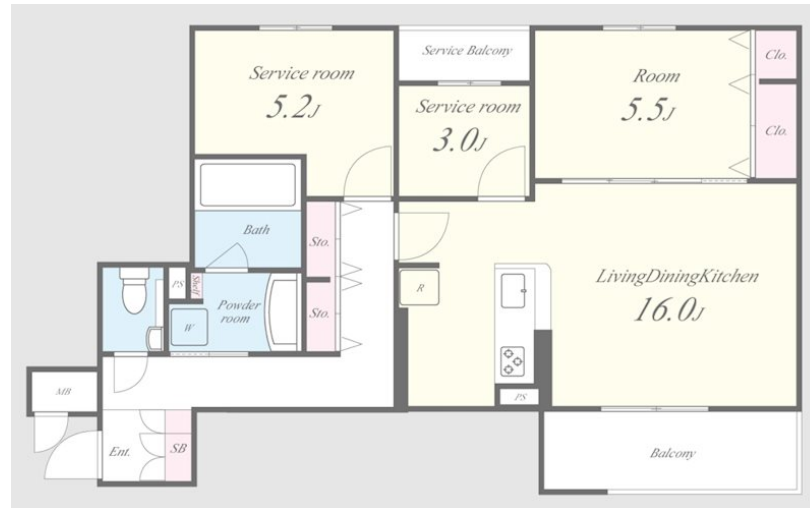 Service room
5.2J
Service Balcony
Service room
3.0J
Room
5.5J
Clo.
Clo.
Bath
Sto.
Sto.
PS
Shelf
W
Powder
room
R
LivingDiningKitchen
16.0J
MB
PS
Ent.
SB
Balcony